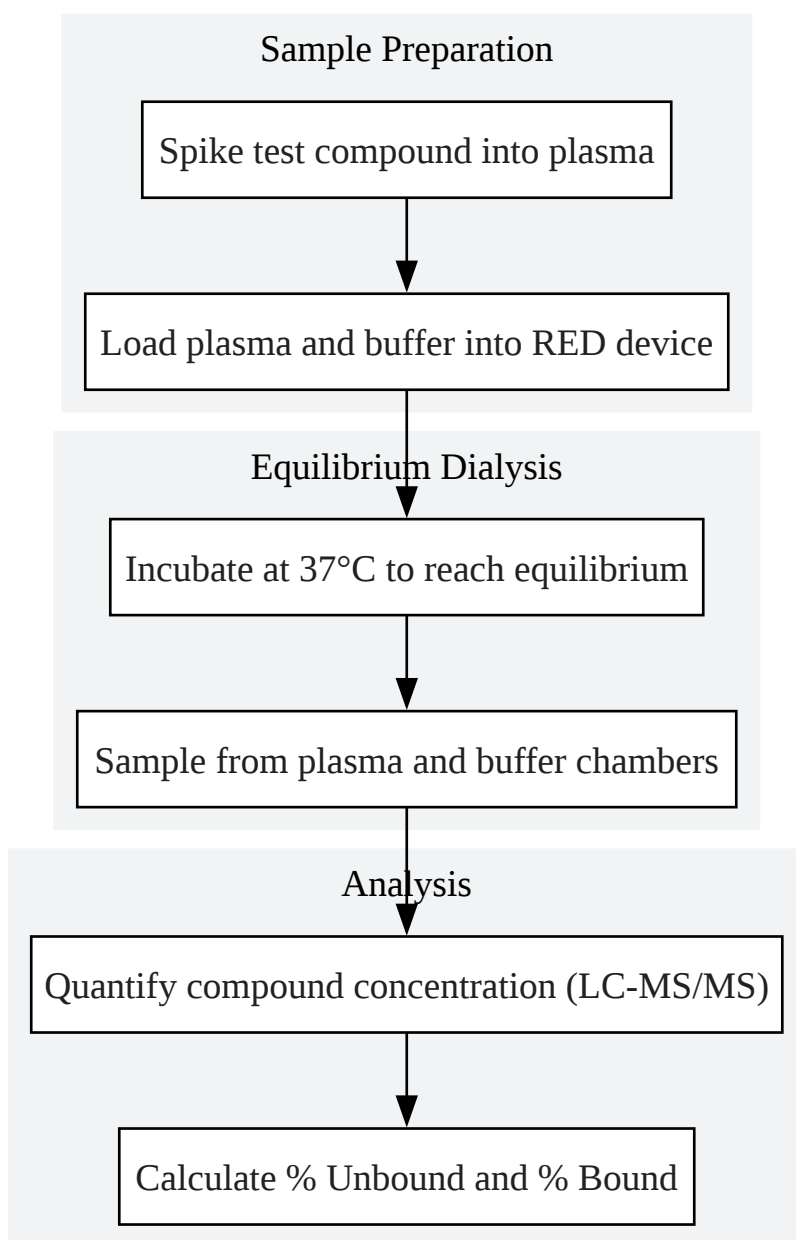 Sample Preparation
Spike test compound into plasma
Load plasma and buffer into RED device
Equilibrium Dialysis
Incubate at 37°C to reach equilibrium
Sample from plasma and buffer chambers
Analysis
Quantify compound concentration (LC-MS/MS)
Calculate % Unbound and % Bound